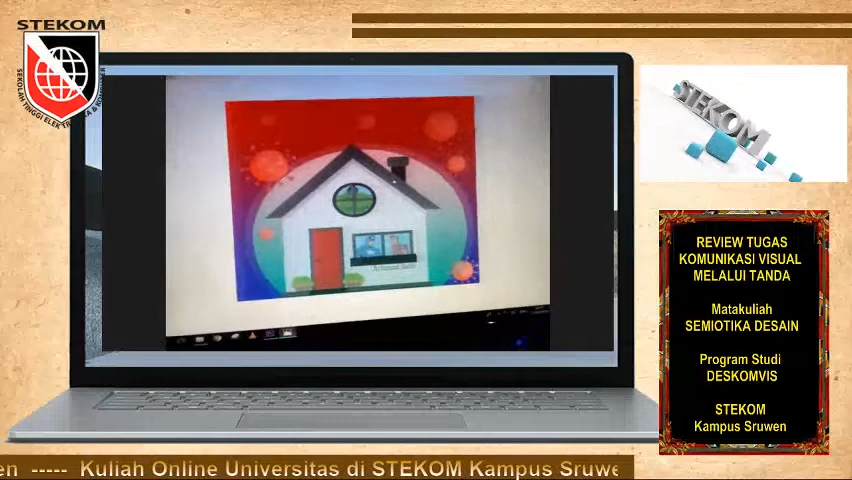 STEKOM
SEKOLAH TINGGI ELEKTRONIKA & KOMPUTER
STEKOM
REVIEW TUGAS
KOMUNIKASI VISUAL
MELALUI TANDA
Matakuliah
SEMIOTIKA DESAIN
Program Studi
DESKOMVIS
STEKOM
Kampus Sruwen
en ----- Kuliah Online Universitas di STEKOM Kampus Sruwe